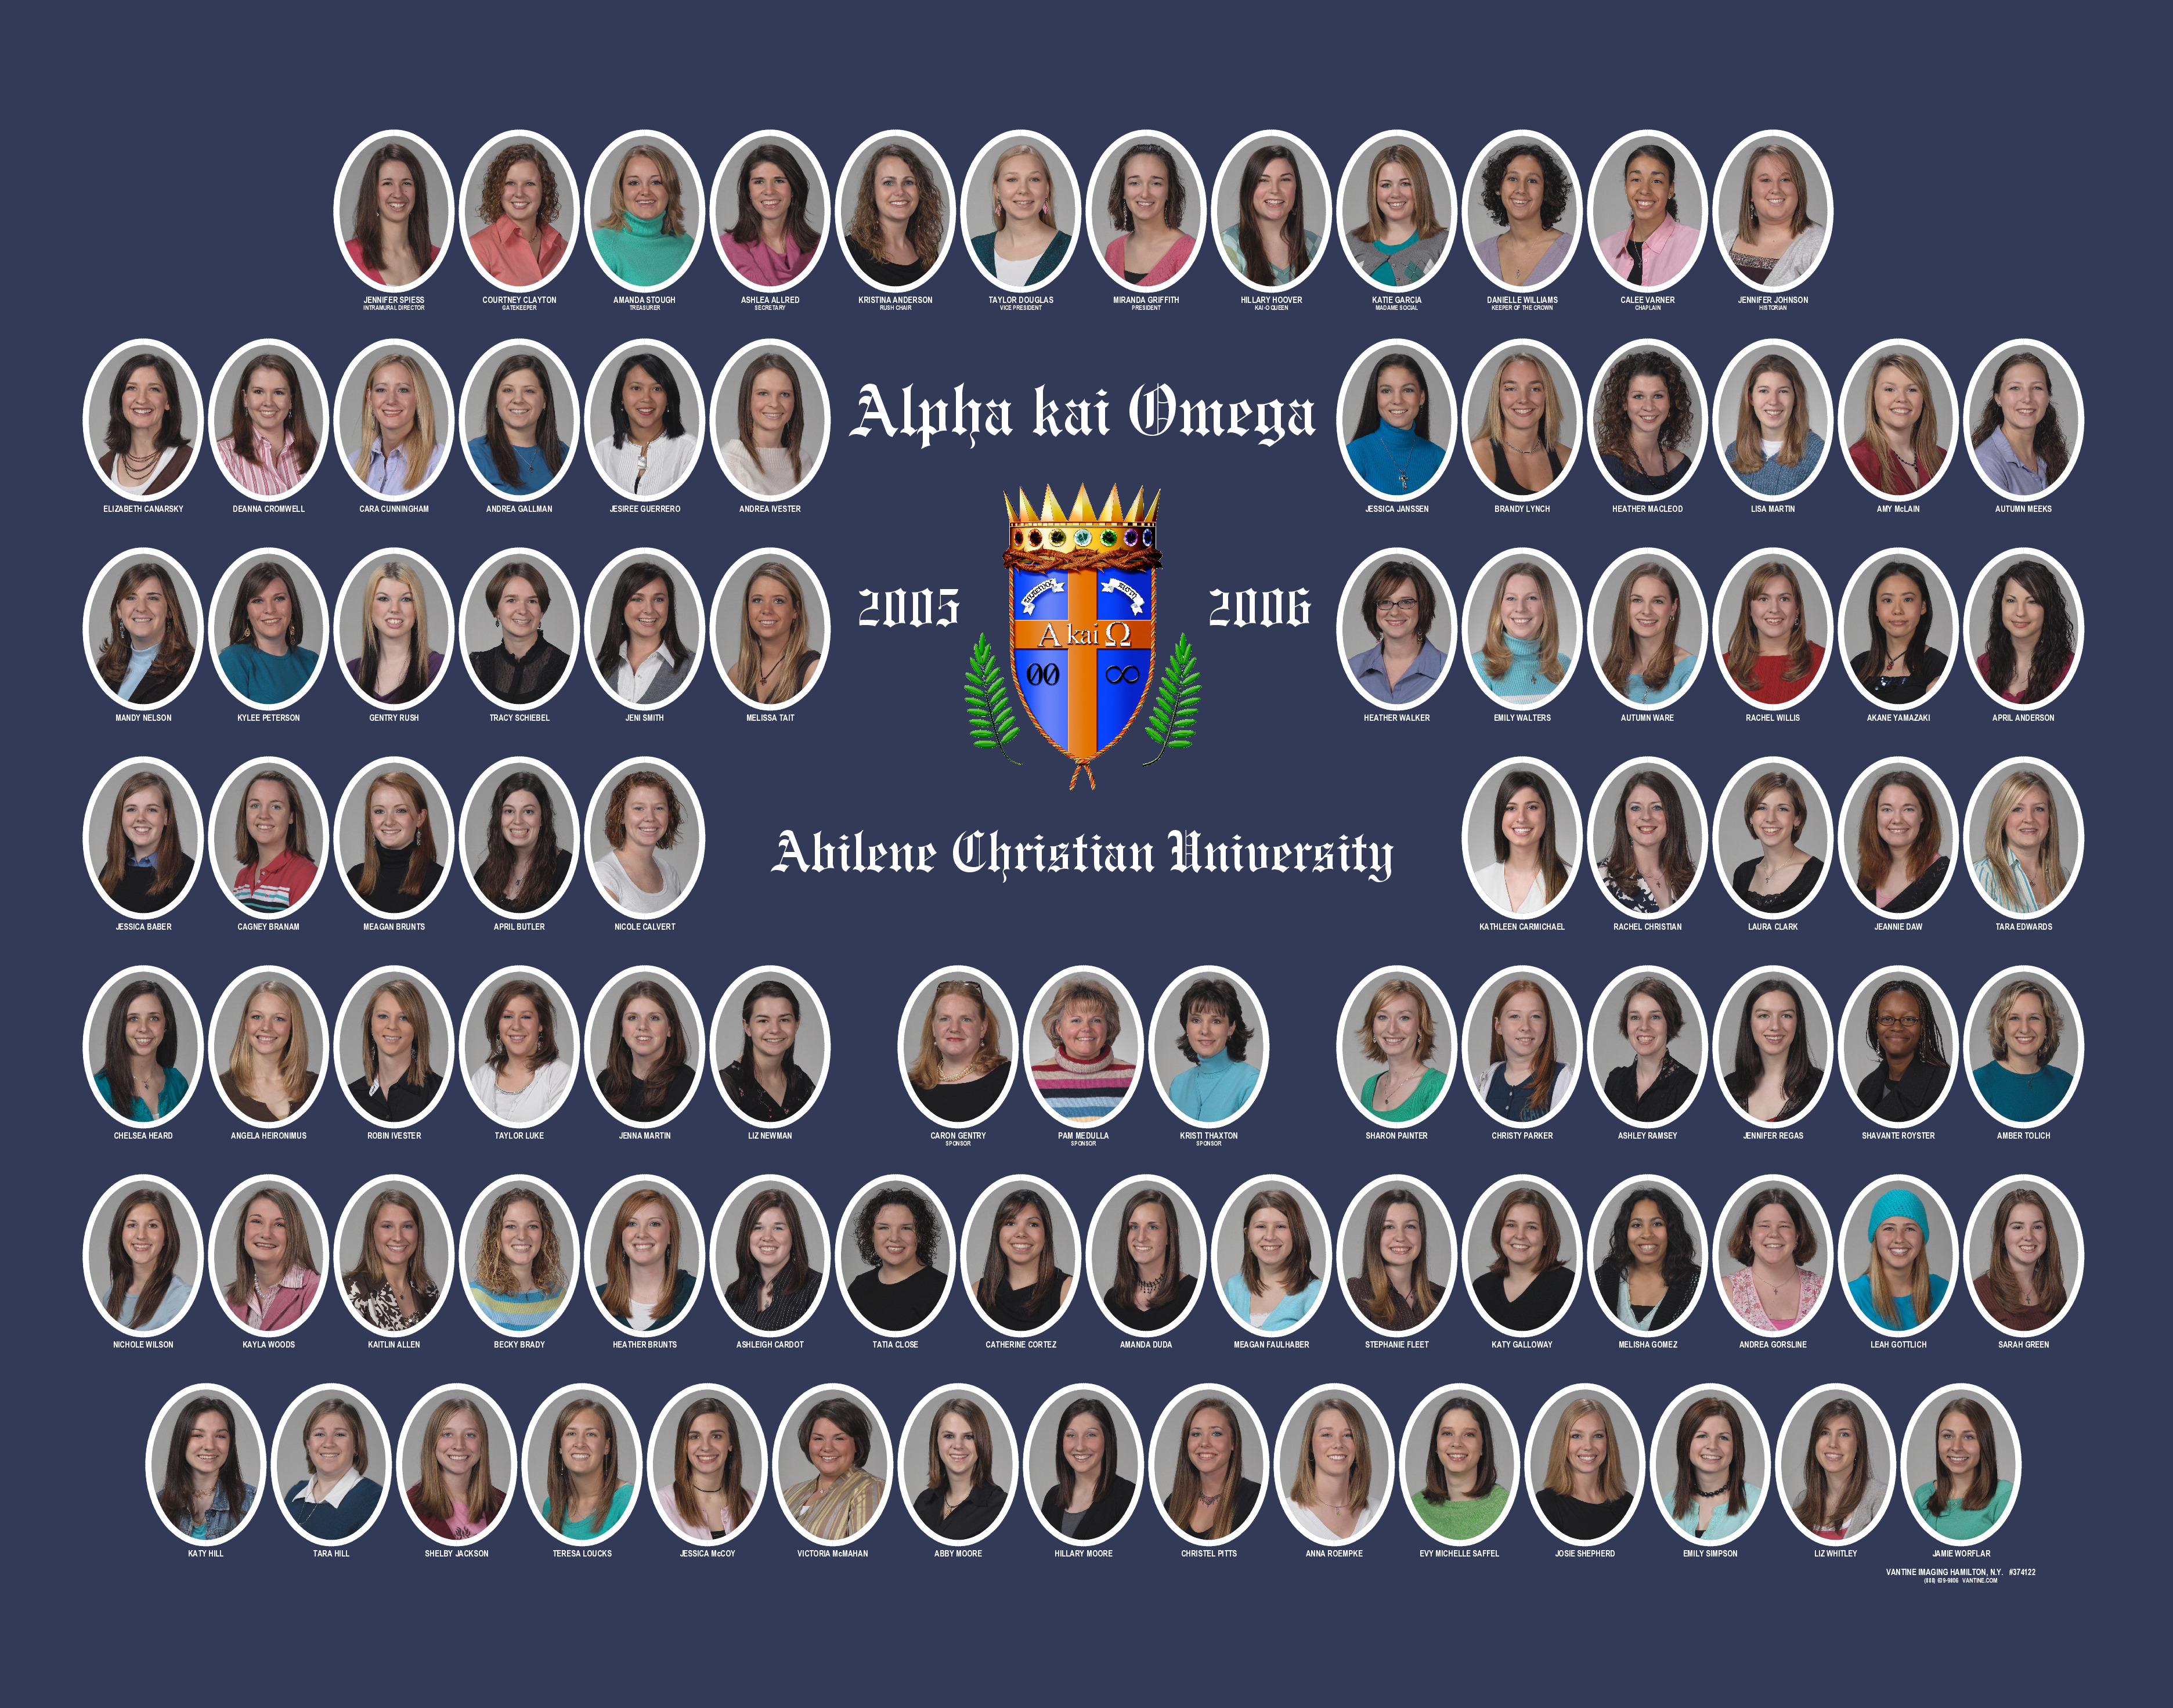 JENNIFER SPIESS
INTRAMURAL DIRECTOR
COURTNEY CLAYTON
GATEKEEPER
AMANDA STOUGH
TREASURER
ASHLEA ALLRED
SECRETARY
KRISTINA ANDERSON
RUSH CHAIR
TAYLOR DOUGLAS
VICE PRESIDENT
MIRANDA GRIFFITH
PRESIDENT
HILLARY HOOVER
KAI-O QUEEN
KATIE GARCIA
MADAME SOCIAL
DANIELLE WILLIAMS
KEEPER OF THE CROWN
CALEE VARNER
CHAPLAIN
JENNIFER JOHNSON
HISTORIAN
Alpha kai Omega
ELIZABETH CANARSKY
DEANNA CROMWELL
CARA CUNNINGHAM
ANDREA GALLMAN
JESIREE GUERRERO
ANDREA IVESTER
JESSICA JANSSEN
BRANDY LYNCH
HEATHER MACLEOD
LISA MARTIN
AMY McLAIN
AUTUMN MEEKS
2005
2006
A kai Ω
00 ∞
MANDY NELSON
KYLEE PETERSON
GENTRY RUSH
TRACY SCHIEBEL
JENI SMITH
MELISSA TAIT
HEATHER WALKER
EMILY WALTERS
AUTUMN WARE
RACHEL WILLIS
AKANE YAMAZAKI
APRIL ANDERSON
Abilene Christian University
JESSICA BABER
CAGNEY BRANAM
MEAGAN BRUNTS
APRIL BUTLER
NICOLE CALVERT
KATHLEEN CARMICHAEL
RACHEL CHRISTIAN
LAURA CLARK
JEANNIE DAW
TARA EDWARDS
CHELSEA HEARD
ANGELA HEIRONIMUS
ROBIN IVESTER
TAYLOR LUKE
JENNA MARTIN
LIZ NEWMAN
CARON GENTRY
SPONSOR
PAM MEDULLA
SPONSOR
KRISTI THAXTON
SPONSOR
SHARON PAINTER
CHRISTY PARKER
ASHLEY RAMSEY
JENNIFER REGAS
SHAVANTE ROYSTER
AMBER TOLICH
NICHOLE WILSON
KAYLA WOODS
KAITLIN ALLEN
BECKY BRADY
HEATHER BRUNTS
ASHLEIGH CARDOT
TATIA CLOSE
CATHERINE CORTEZ
AMANDA DUDA
MEAGAN FAULHABER
STEPHANIE FLEET
KATY GALLOWAY
MELISHA GOMEZ
ANDREA GORSLINE
LEAH GOTTLICH
SARAH GREEN
KATY HILL
TARA HILL
SHELBY JACKSON
TERESA LOUCKS
JESSICA McCOY
VICTORIA McMAHAN
ABBY MOORE
HILLARY MOORE
CHRISTEL PITTS
ANNA ROEMPKE
EVY MICHELLE SAFFEL
JOSIE SHEPHERD
EMILY SIMPSON
LIZ WHITLEY
JAMIE WORFLAR
VANTINE IMAGING HAMILTON, N.Y. #374122
(888) 629-9806 VANTINE.COM